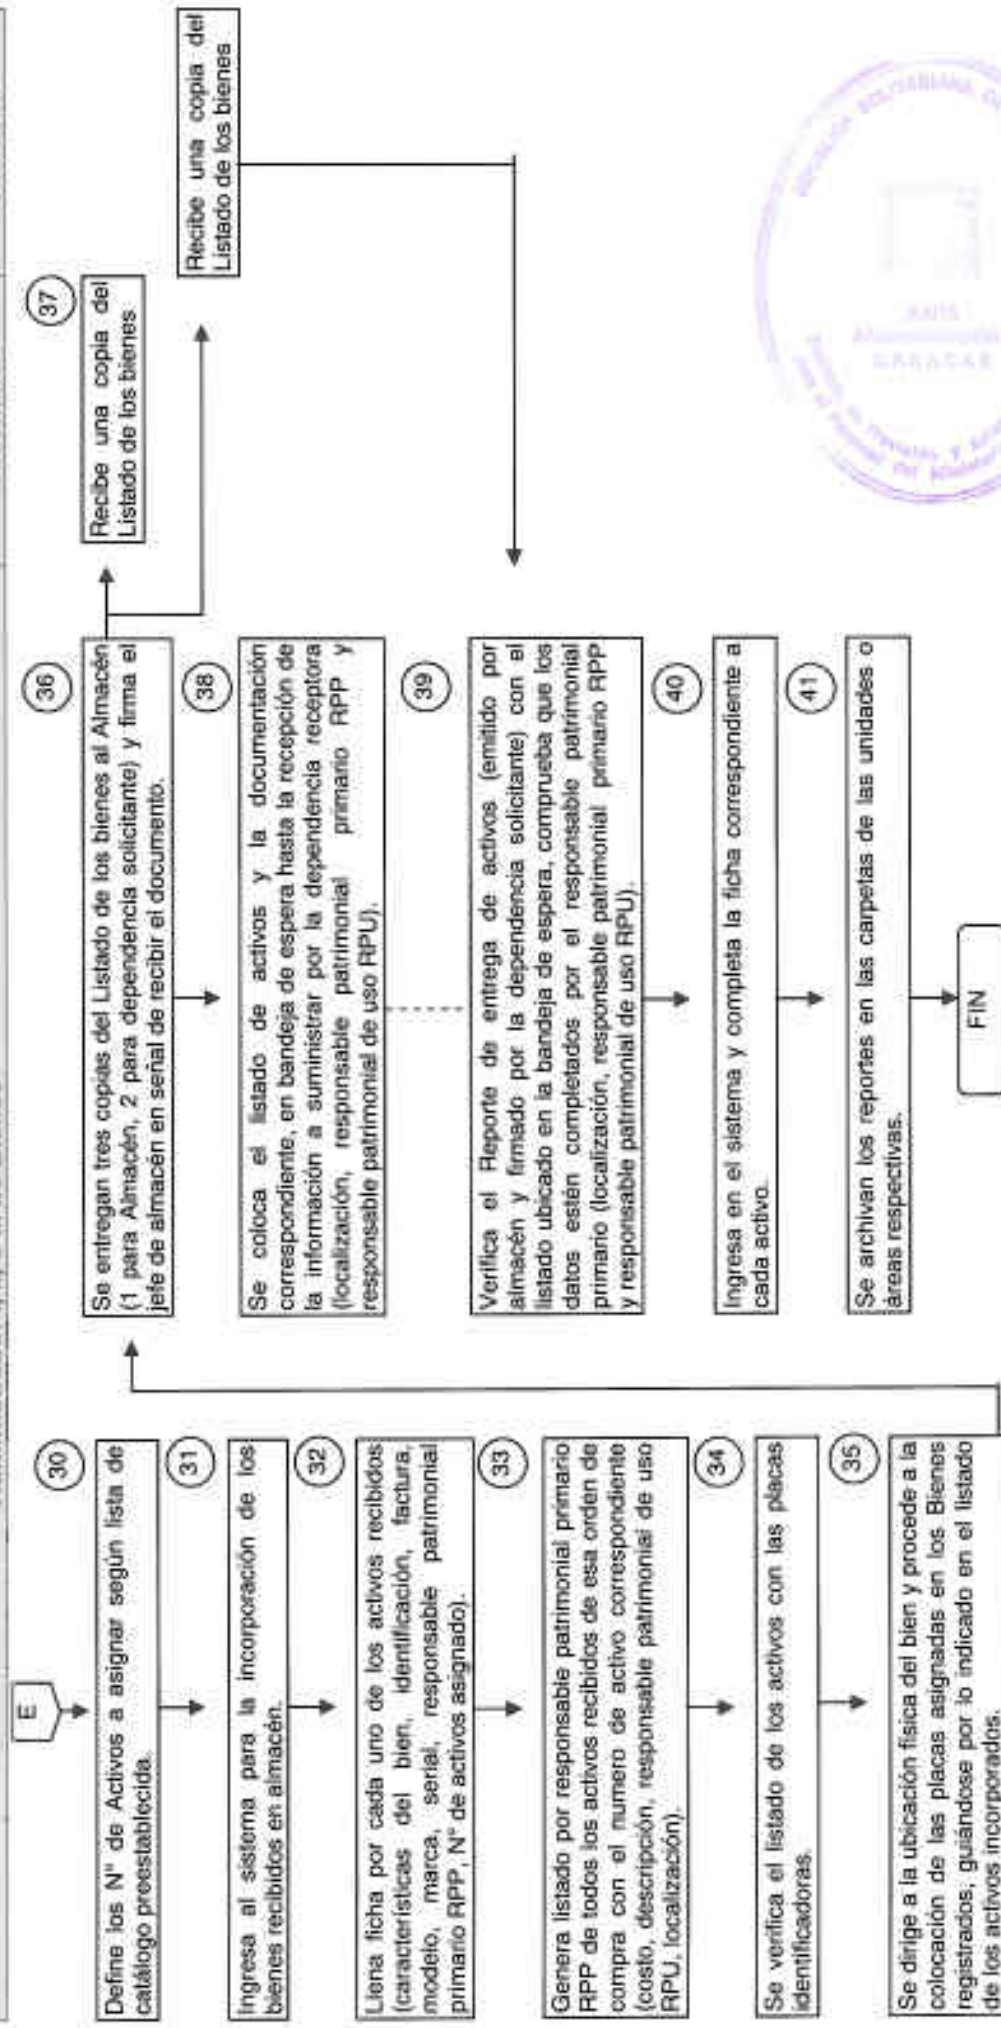 E
30
Define los N° de Activos a asignar según lista de
catálogo preestablecida.
31
Ingresa al sistema para la incorporación de los
bienes recibidos en almacén.
32
Llena ficha por cada uno de los activos recibidos
(características del bien, identificación, factura,
modelo, marca, serial, responsable patrimonial
primario RPP, N° de activos asignado).
33
Genera listado por responsable patrimonial primario
RPP de todos los activos recibidos de esa orden de
compra con el numero de activo correspondiente
(costo, descripción, responsable patrimonial de uso
RPU, localización).
34
Se verifica el listado de los activos con las placas
identificadoras.
35
Se dirige a la ubicación física del bien y procede a la
colocación de las placas asignadas en los Bienes
registrados, guiándose por lo indicado en el listado
de los activos incorporados.
36
Se entregan tres copias del Listado de los bienes al Almacén
(1 para Almacén, 2 para dependencia solicitante) y firma el
jefe de almacén en señal de recibir el documento.
37
Recibe una copia del
Listado de los bienes
Recibe una copia del
Listado de los bienes
38
Se coloca el listado de activos y la documentación
correspondiente, en bandeja de espera hasta la recepción de
la información a suministrar por la dependencia receptora
(localización, responsable patrimonial primario RPP y
responsable patrimonial de uso RPU).
39
Verifica el Reporte de entrega de activos (emitido por
almacén y firmado por la dependencia solicitante) con el
listado ubicado en la bandeja de espera, comprueba que los
datos estén completados por el responsable patrimonial
primario (localización, responsable patrimonial primario RPP
y responsable patrimonial de uso RPU).
40
Ingresa en el sistema y completa la ficha correspondiente a
cada activo.
41
Se archivan los reportes en las carpetas de las unidades o
áreas respectivas.
FIN
CARACAS